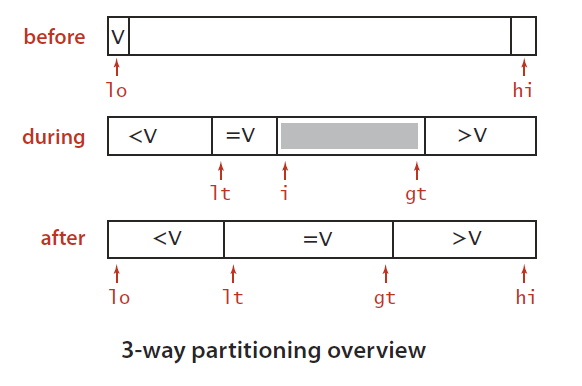 before V
lo hi
during <V =V >V
lt i gt
after <V =V >V
lo lt gt hi
3-way partitioning overview